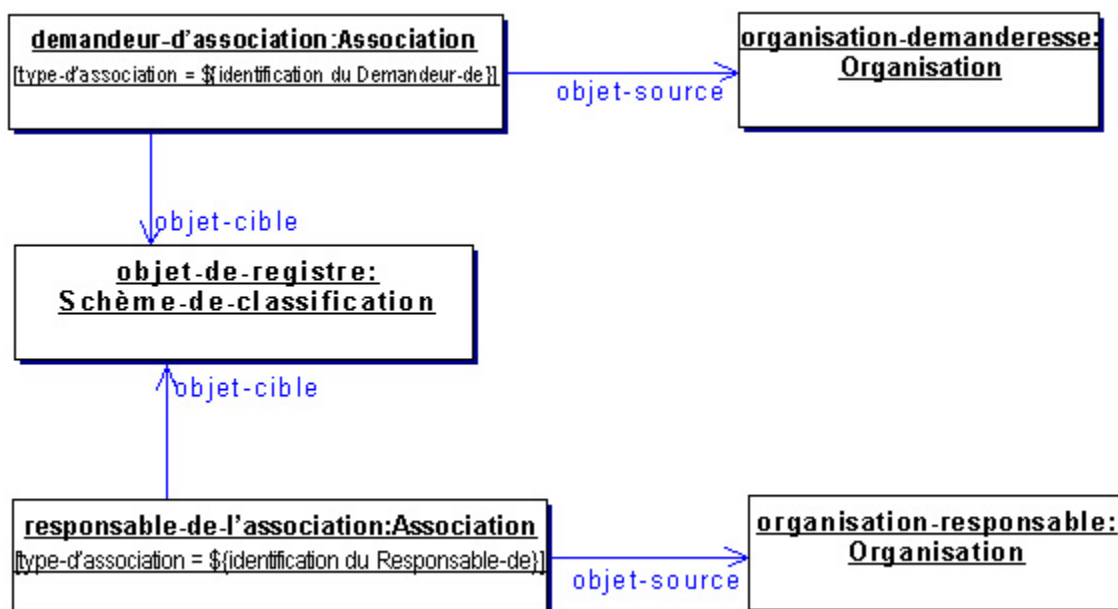 demandeur-d'association:Association
[type-d'association = ${identification du Demandeur-de}]
organisation-demanderesse:
Organisation
objet-source
objet-cible
objet-de-registre:
Schème-de-classification
objet-cible
responsable-de-l'association:Association
[type-d'association = ${identification du Responsable-de}]
organisation-responsable:
Organisation
objet-source